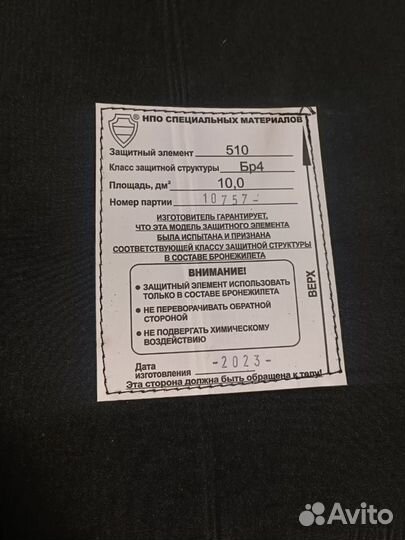 ® НПО СПЕЦИАЛЬНЫХ МАТЕРИАЛОВ
Защитный элемент 510
Класс защитной структуры Бр4
Площадь, дм² 10,0
Номер партии 10757-
ИЗГОТОВИТЕЛЬ ГАРАНТИРУЕТ,
ЧТО ЭТА МОДЕЛЬ ЗАЩИТНОГО ЭЛЕМЕНТА
БЫЛА ИСПЫТАНА И ПРИЗНАНА
СООТВЕТСТВУЮЩЕЙ КЛАССУ ЗАЩИТНОЙ СТРУКТУРЫ
В СОСТАВЕ БРОНЕЖИЛЕТА
ВНИМАНИЕ!
• ЗАЩИТНЫЙ ЭЛЕМЕНТ ИСПОЛЬЗОВАТЬ
ТОЛЬКО В СОСТАВЕ БРОНЕЖИЛЕТА
• НЕ ПЕРЕВОРАЧИВАТЬ ОБРАТНОЙ
СТОРОНОЙ
• НЕ ПОДВЕРГАТЬ ХИМИЧЕСКОМУ
ВОЗДЕЙСТВИЮ
ВЕРХ
Дата
изготовления -2023-
Эта сторона должна быть обращена к телу!
Avito